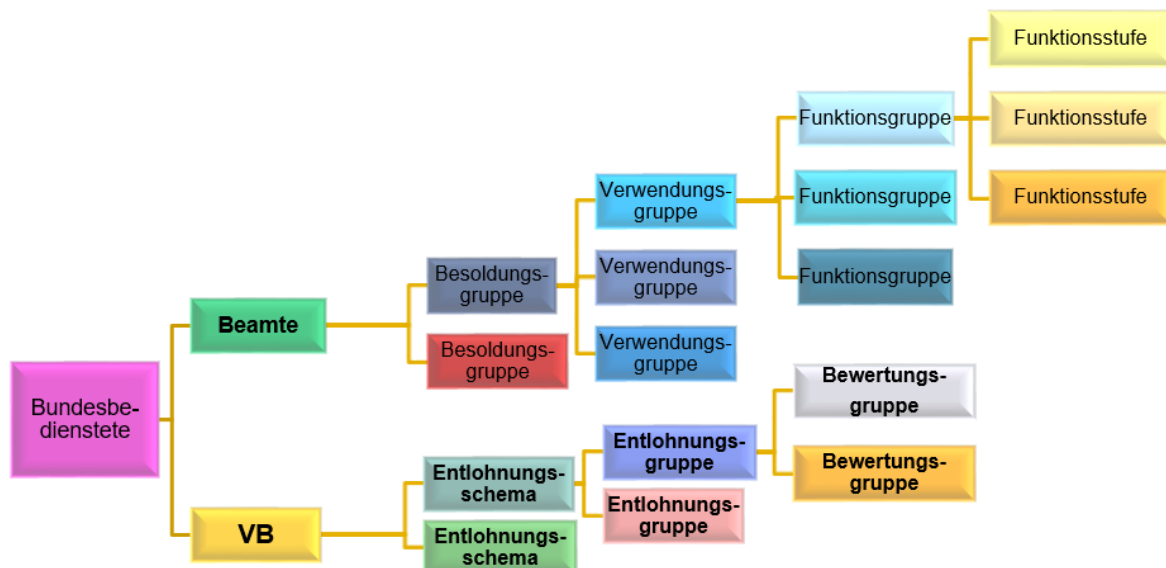 Bundesbe-
dienstete
Beamte
Besoldungs-
gruppe
Verwendungs-
gruppe
Funktionsgruppe
Funktionsstufe
Funktionsstufe
Funktionsstufe
Funktionsgruppe
Funktionsgruppe
Verwendungs-
gruppe
Verwendungs-
gruppe
Besoldungs-
gruppe
VB
Entlohnungs-
schema
Entlohnungs-
gruppe
Bewertungs-
gruppe
Bewertungs-
gruppe
Entlohnungs-
gruppe
Entlohnungs-
schema